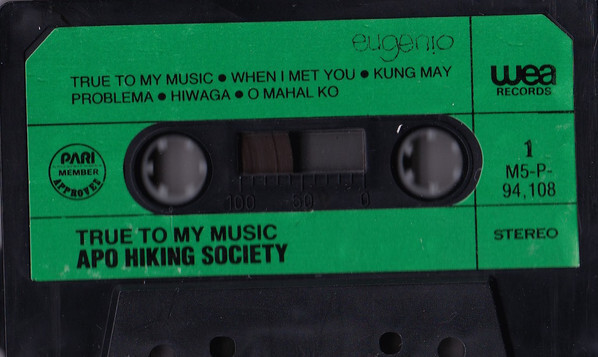 eugenio
TRUE TO MY MUSIC • WHEN I MET YOU • KUNG MAY
PROBLEMA • HIWAGA • O MAHAL KO
wea
RECORDS
PARI
MEMBER
APPROVED
1
M5-P-
94,108
100 50 0
TRUE TO MY MUSIC
APO HIKING SOCIETY
STEREO